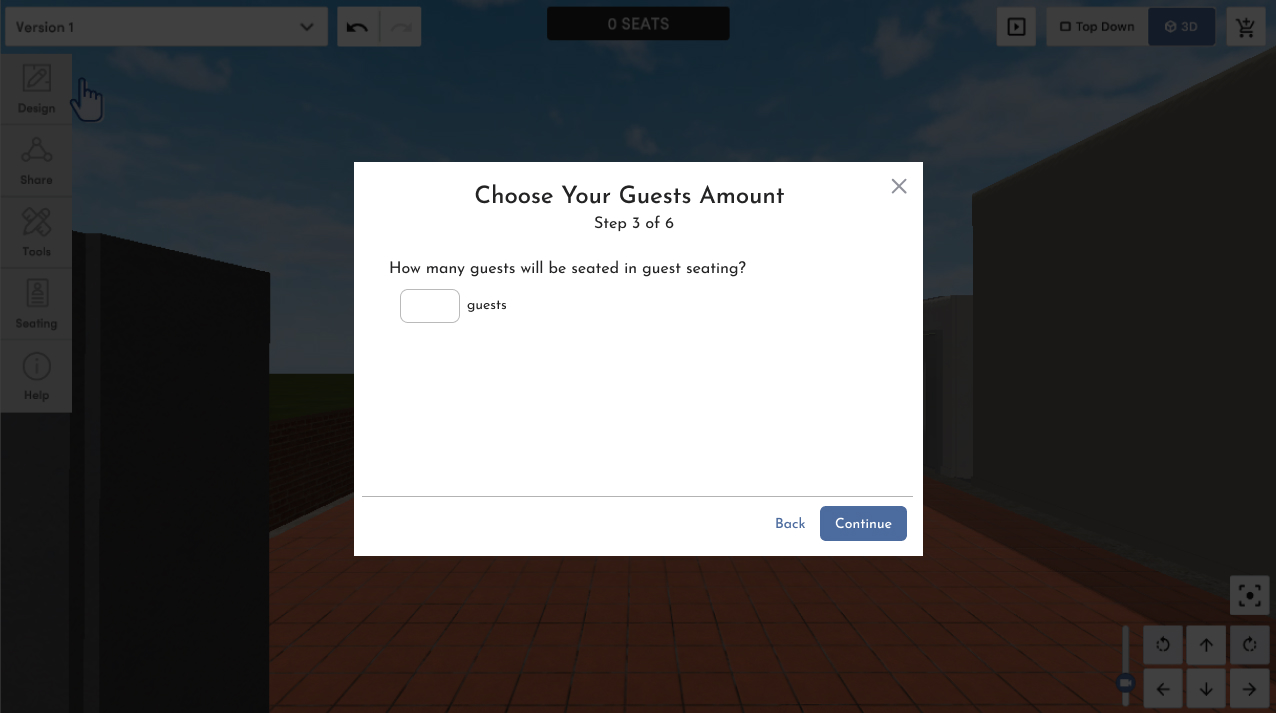 Version 1
0 SEATS
Top Down
3D
Design
Share
Tools
Seating
Help
Choose Your Guests Amount
Step 3 of 6
How many guests will be seated in guest seating?
guests
Back
Continue